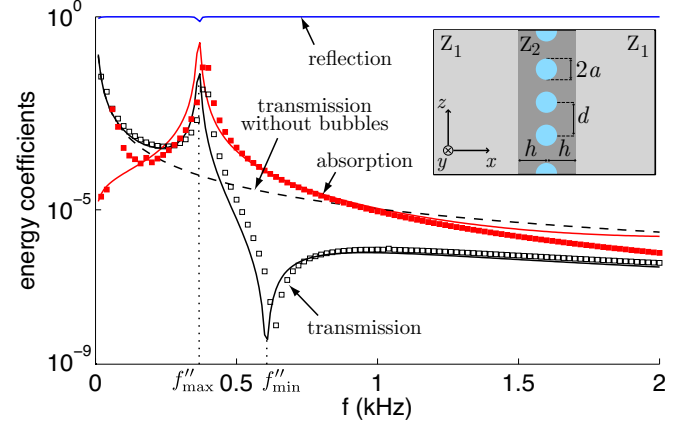 10⁰
10⁻⁵
10⁻⁹
energy coefficients
reflection
transmission
without bubbles
absorption
transmission
Z₁ Z₂ Z₁
2a
d
h h
z
y x
0 f″max 0.5 f″min 1 1.5 2
f (kHz)